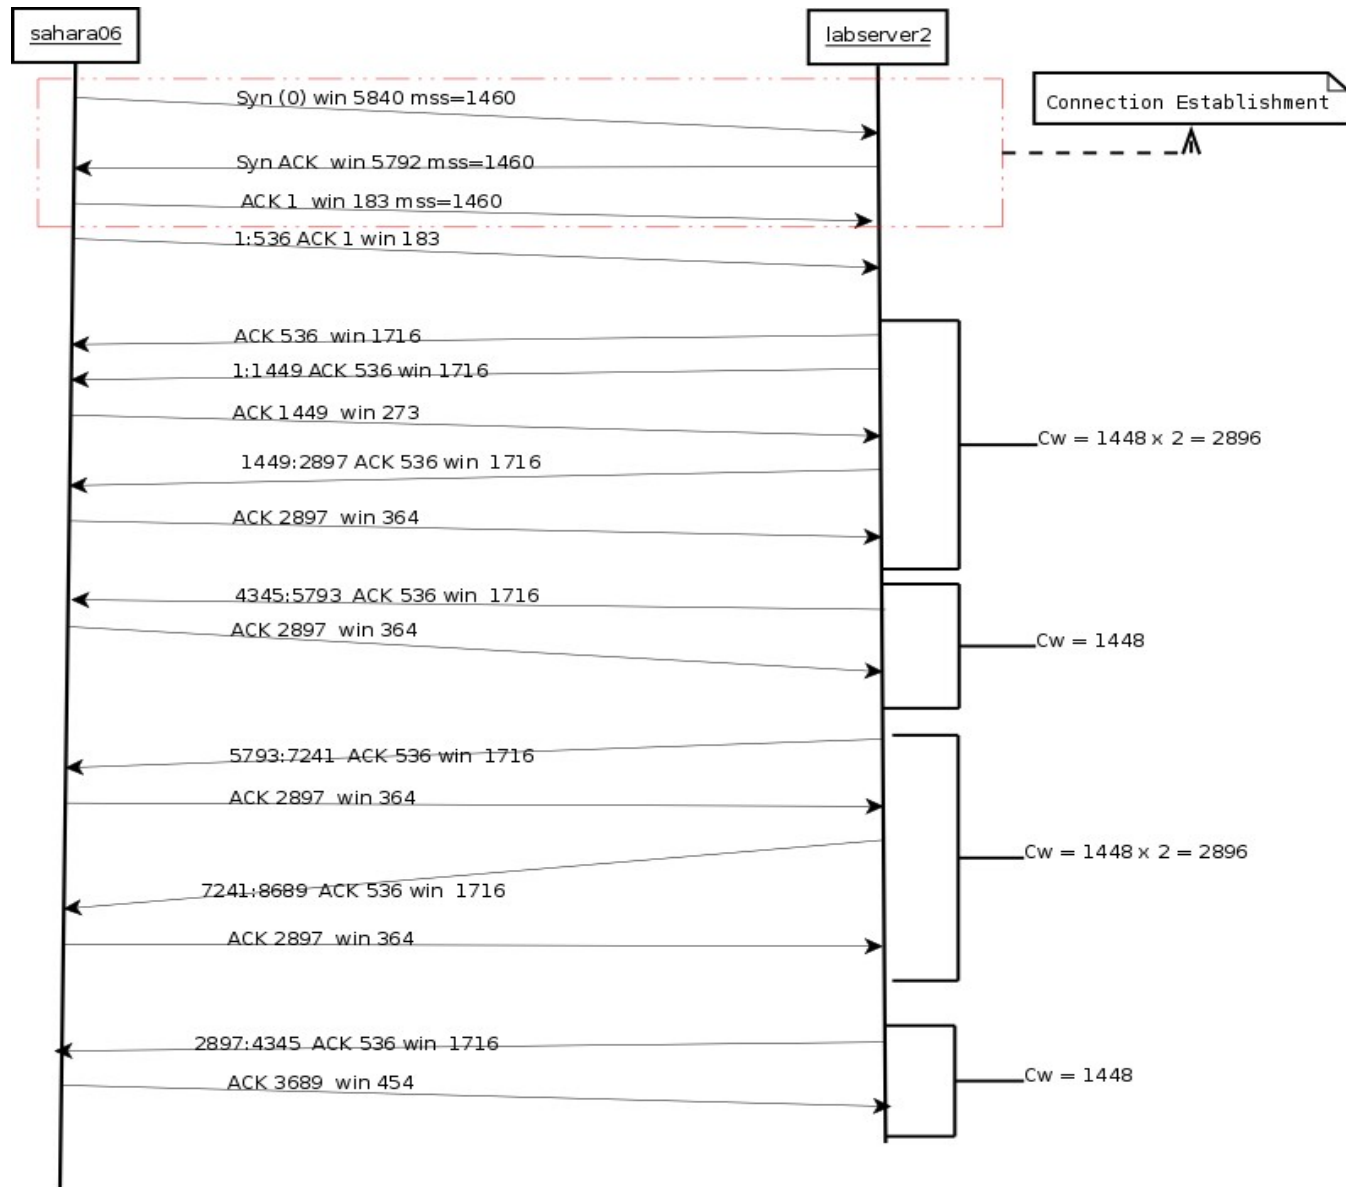 sahara06
labserver2
Connection Establishment
Syn (0) win 5840 mss=1460
Syn ACK win 5792 mss=1460
ACK 1 win 183 mss=1460
1:536 ACK 1 win 183
ACK 536 win 1716
1:1449 ACK 536 win 1716
ACK 1449 win 273
Cw = 1448 x 2 = 2896
1449:2897 ACK 536 win 1716
ACK 2897 win 364
4345:5793 ACK 536 win 1716
ACK 2897 win 364
Cw = 1448
5793:7241 ACK 536 win 1716
ACK 2897 win 364
Cw = 1448 x 2 = 2896
7241:8689 ACK 536 win 1716
ACK 2897 win 364
2897:4345 ACK 536 win 1716
ACK 3689 win 454
Cw = 1448